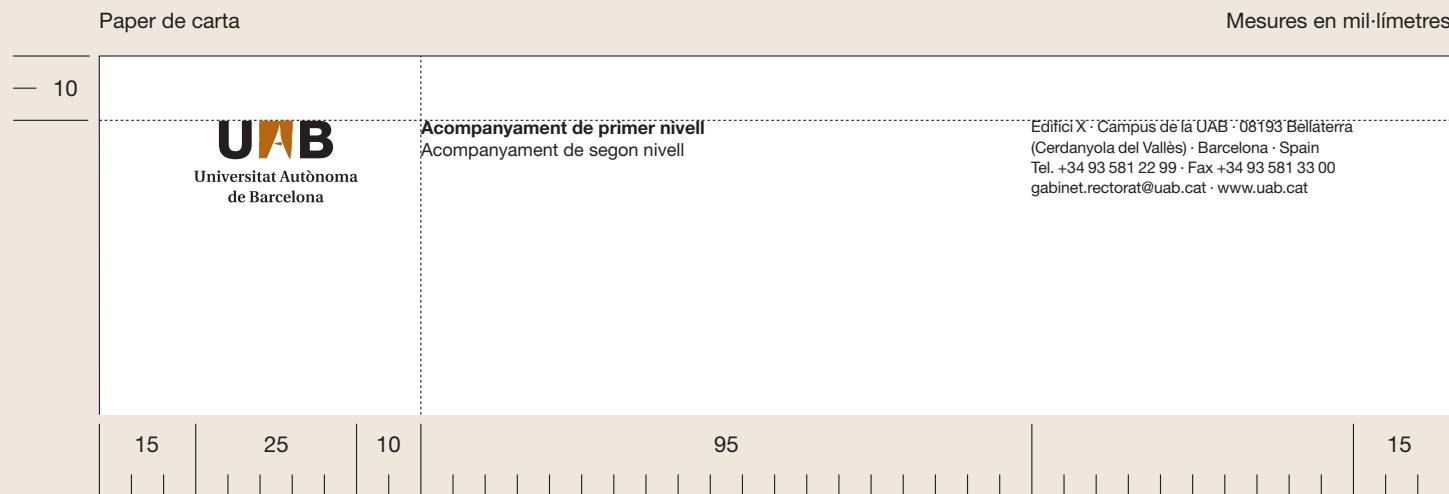 Paper de carta
Mesures en mil·límetres
10
UAB
Universitat Autònoma
de Barcelona
Acompanyament de primer nivell
Acompanyament de segon nivell
Edifici X · Campus de la UAB · 08193 Bellaterra
(Cerdanyola del Vallès) · Barcelona · Spain
Tel. +34 93 581 22 99 · Fax +34 93 581 33 00
gabinet.rectorat@uab.cat · www.uab.cat
15
25
10
95
15